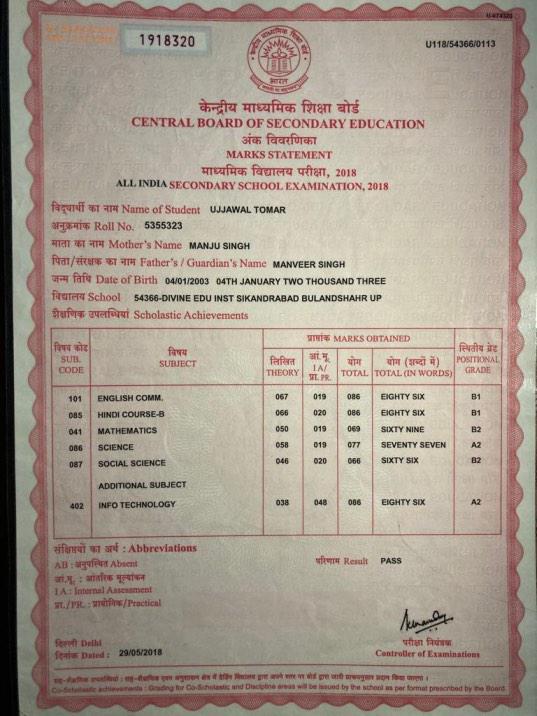 1918320
U118/54366/0113
भारत
केन्द्रीय माध्यमिक शिक्षा बोर्ड
CENTRAL BOARD OF SECONDARY EDUCATION
अंक विवरणिका
MARKS STATEMENT
माध्यमिक विद्यालय परीक्षा, 2018
ALL INDIA SECONDARY SCHOOL EXAMINATION, 2018
विद्यार्थी का नाम Name of Student UJJAWAL TOMAR
अनुक्रमांक Roll No. 5355323
माता का नाम Mother's Name MANJU SINGH
पिता/संरक्षक का नाम Father's / Guardian's Name MANVEER SINGH
जन्म तिथि Date of Birth 04/01/2003 04TH JANUARY TWO THOUSAND THREE
विद्यालय School 54366-DIVINE EDU INST SIKANDRABAD BULANDSHAHR UP
शैक्षणिक उपलब्धियां Scholastic Achievements
विषय कोड SUB. CODE विषय SUBJECT प्राप्तांक MARKS OBTAINED स्थितीय ग्रेड POSITIONAL GRADE
लिखित THEORY आं.मू. I A/ प्रा. PR. योग TOTAL योग (शब्दों में) TOTAL (IN WORDS)
101 ENGLISH COMM. 067 019 086 EIGHTY SIX B1
085 HINDI COURSE-B 066 020 086 EIGHTY SIX B1
041 MATHEMATICS 050 019 069 SIXTY NINE B2
086 SCIENCE 058 019 077 SEVENTY SEVEN A2
087 SOCIAL SCIENCE 046 020 066 SIXTY SIX B2
ADDITIONAL SUBJECT
402 INFO TECHNOLOGY 038 048 086 EIGHTY SIX A2
संक्षिप्तियों का अर्थ : Abbreviations
AB : अनुपस्थित Absent परिणाम Result PASS
आं.मू. : आंतरिक मूल्यांकन
I A : Internal Assessment
प्रा./PR. : प्रायोगिक/Practical
दिल्ली Delhi
परीक्षा नियंत्रक
दिनांक Dated : 29/05/2018 Controller of Examinations
Co-Scholastic achievements : Grading for Co-Scholastic and Discipline areas will be issued by the school as per format prescribed by the Board.